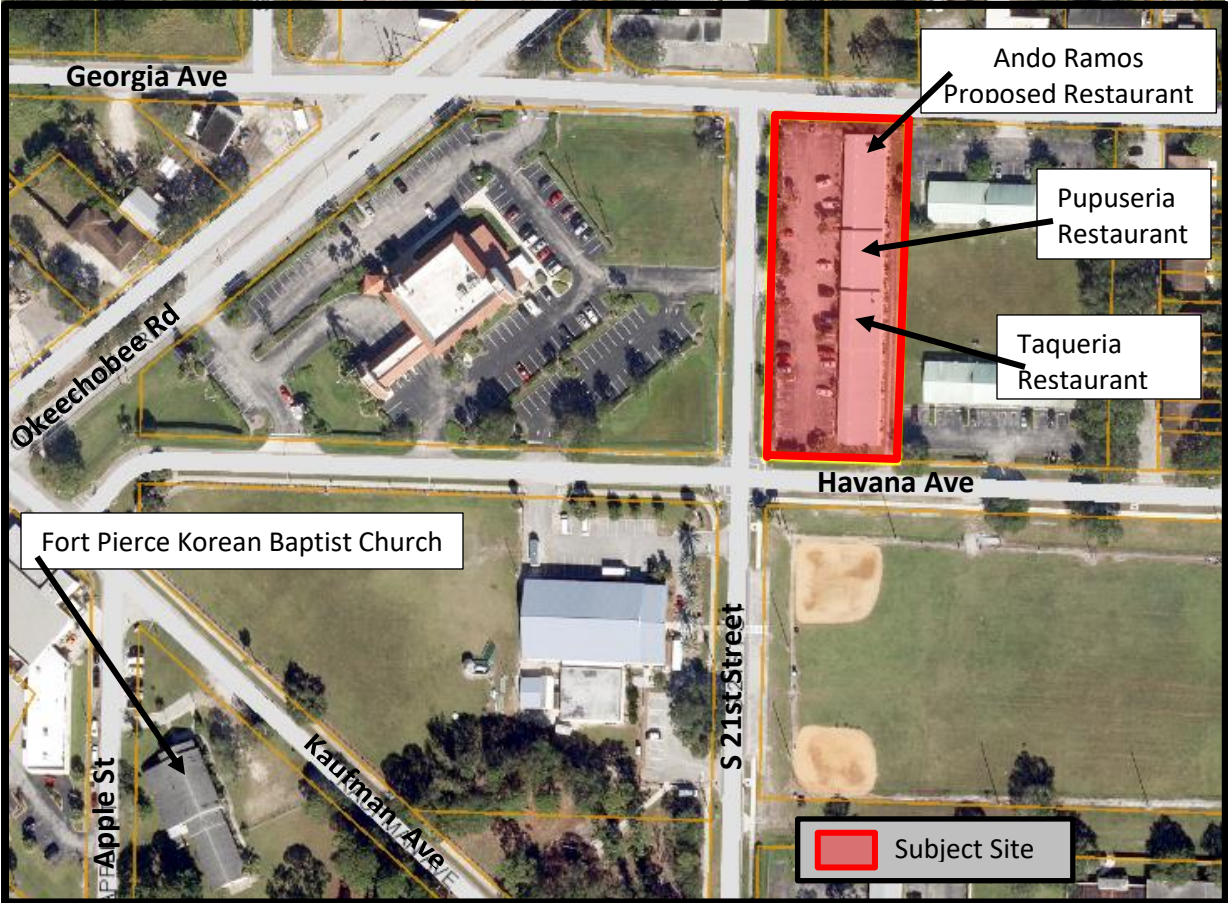 Georgia Ave
Ando Ramos
Proposed Restaurant
Pupuseria
Restaurant
Taqueria
Restaurant
Okeechobee Rd
Havana Ave
Fort Pierce Korean Baptist Church
S 21st Street
Kaufman Ave
Apple St
Subject Site